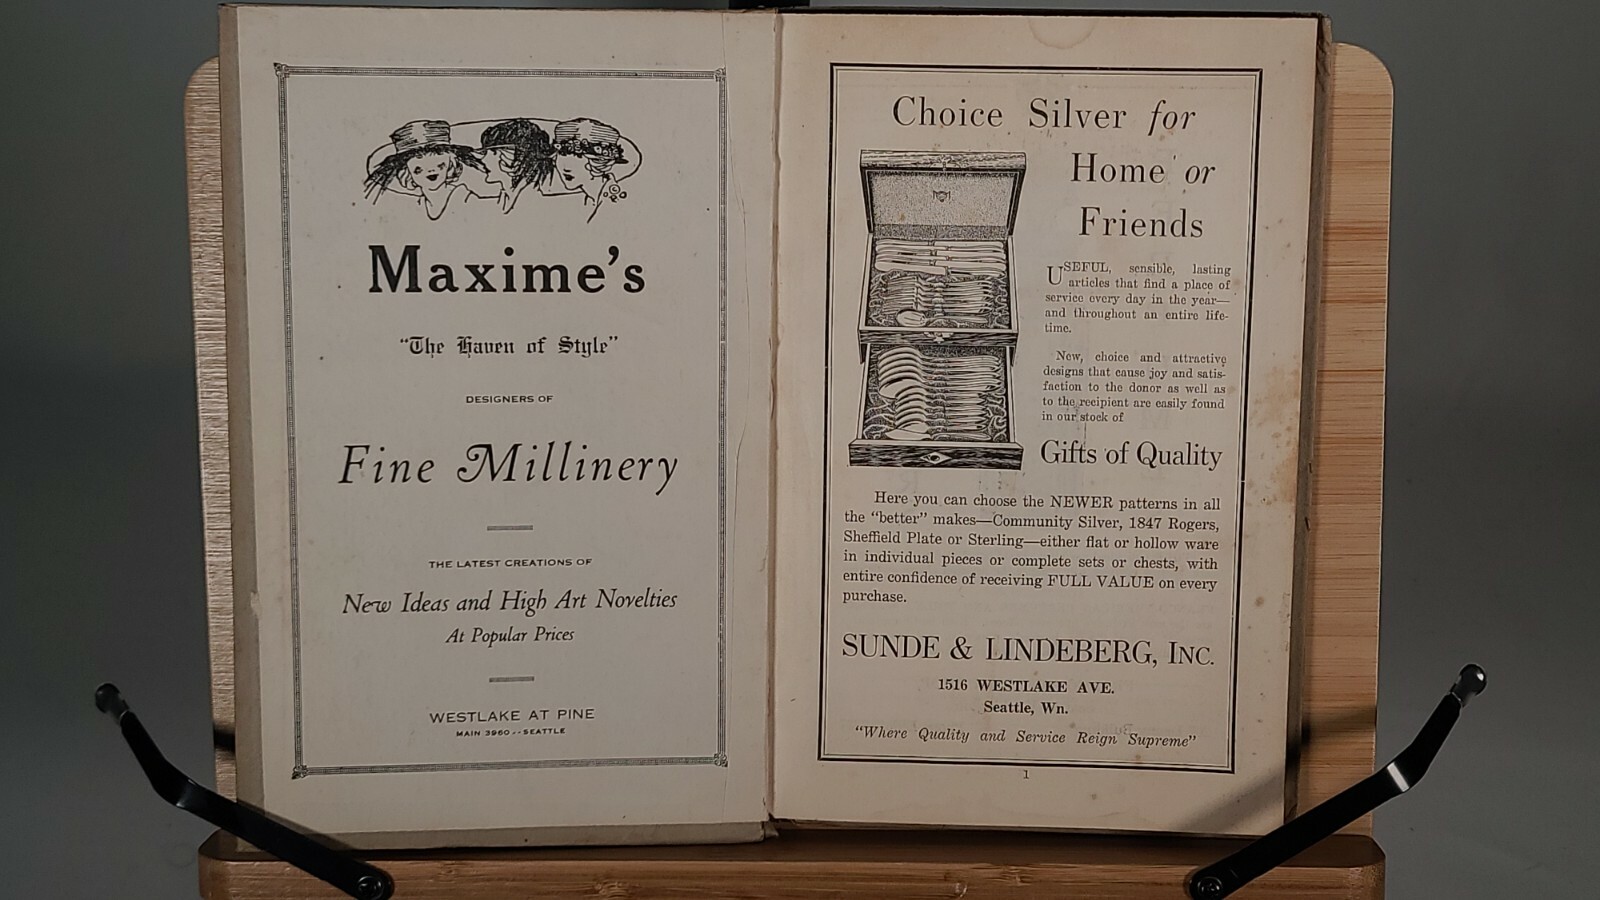 Maxime's
"The Haven of Style"
DESIGNERS OF
Fine Millinery
THE LATEST CREATIONS OF
New Ideas and High Art Novelties
At Popular Prices
WESTLAKE AT PINE
MAIN 3960--SEATTLE
Choice Silver for
Home or
Friends
USEFUL, sensible, lasting
articles that find a place of
service every day in the year—
and throughout an entire life-
time.
New, choice and attractive
designs that cause joy and satis-
faction to the donor as well as
to the recipient are easily found
in our stock of
Gifts of Quality
Here you can choose the NEWER patterns in all
the "better" makes—Community Silver, 1847 Rogers,
Sheffield Plate or Sterling—either flat or hollow ware
in individual pieces or complete sets or chests, with
entire confidence of receiving FULL VALUE on every
purchase.
SUNDE & LINDEBERG, INC.
1516 WESTLAKE AVE.
Seattle, Wn.
"Where Quality and Service Reign Supreme"
1